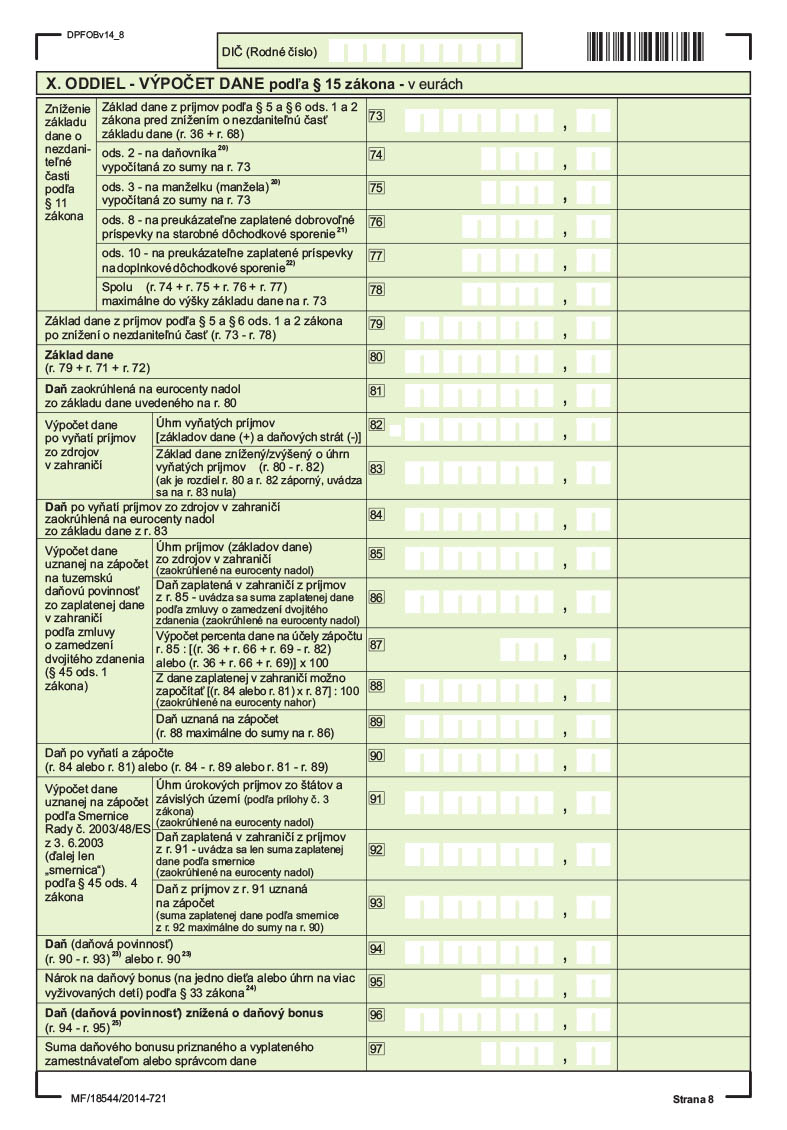 DPFOBv14_8
DIČ (Rodné číslo)
X. ODDIEL - VÝPOČET DANE podľa § 15 zákona - v eurách
Zníženie
základu
dane o
nezdani-
teľné
časti
podľa
§ 11
zákona
Základ dane z príjmov podľa § 5 a § 6 ods. 1 a 2
zákona pred znížením o nezdaniteľnú časť
základu dane (r. 36 + r. 68)
73
,
ods. 2 - na daňovníka 20)
vypočítaná zo sumy na r. 73
74
,
ods. 3 - na manželku (manžela) 20)
vypočítaná zo sumy na r. 73
75
,
ods. 8 - na preukázateľne zaplatené dobrovoľné
príspevky na starobné dôchodkové sporenie 21)
76
,
ods. 10 - na preukázateľne zaplatené príspevky
na doplnkové dôchodkové sporenie 22)
77
,
Spolu (r. 74 + r. 75 + r. 76 + r. 77)
maximálne do výšky základu dane na r. 73
78
,
Základ dane z príjmov podľa § 5 a § 6 ods. 1 a 2 zákona
po znížení o nezdaniteľnú časť (r. 73 - r. 78)
79
,
Základ dane
(r. 79 + r. 71 + r. 72)
80
,
Daň zaokrúhlená na eurocenty nadol
zo základu dane uvedeného na r. 80
81
,
Výpočet dane
po vyňatí príjmov
zo zdrojov
v zahraničí
Úhrn vyňatých príjmov
[základov dane (+) a daňových strát (-)]
82
,
Základ dane znížený/zvýšený o úhrn
vyňatých príjmov (r. 80 - r. 82)
(ak je rozdiel r. 80 a r. 82 záporný, uvádza
sa na r. 83 nula)
83
,
Daň po vyňatí príjmov zo zdrojov v zahraničí
zaokrúhlená na eurocenty nadol
zo základu dane z r. 83
84
,
Výpočet dane
uznanej na zápočet
na tuzemskú
daňovú povinnosť
zo zaplatenej dane
v zahraničí
podľa zmluvy
o zamedzení
dvojitého zdanenia
(§ 45 ods. 1
zákona)
Úhrn príjmov (základov dane)
zo zdrojov v zahraničí
(zaokrúhlené na eurocenty nadol)
85
,
Daň zaplatená v zahraničí z príjmov
z r. 85 - uvádza sa suma zaplatenej dane
podľa zmluvy o zamedzení dvojitého
zdanenia (zaokrúhlené na eurocenty nadol)
86
,
Výpočet percenta dane na účely zápočtu
r. 85 : [(r. 36 + r. 66 + r. 69 - r. 82)
alebo (r. 36 + r. 66 + r. 69)] x 100
87
,
Z dane zaplatenej v zahraničí možno
započítať [(r. 84 alebo r. 81) x r. 87] : 100
(zaokrúhlené na eurocenty nahor)
88
,
Daň uznaná na zápočet
(r. 88 maximálne do sumy na r. 86)
89
,
Daň po vyňatí a zápočte
(r. 84 alebo r. 81) alebo (r. 84 - r. 89 alebo r. 81 - r. 89)
90
,
Výpočet dane
uznanej na zápočet
podľa Smernice
Rady č. 2003/48/ES
z 3. 6.2003
(ďalej len
„smernica“)
podľa § 45 ods. 4
zákona
Úhrn úrokových príjmov zo štátov a
závislých území (podľa prílohy č. 3
zákona)
(zaokrúhlené na eurocenty nadol)
91
,
Daň zaplatená v zahraničí z príjmov
z r. 91 - uvádza sa len suma zaplatenej
dane podľa smernice
(zaokrúhlené na eurocenty nadol)
92
,
Daň z príjmov z r. 91 uznaná
na zápočet
(suma zaplatenej dane podľa smernice
z r. 92 maximálne do sumy na r. 90)
93
,
Daň (daňová povinnosť)
(r. 90 - r. 93) 23) alebo r. 90 23)
94
,
Nárok na daňový bonus (na jedno dieťa alebo úhrn na viac
vyživovaných detí) podľa § 33 zákona 24)
95
,
Daň (daňová povinnosť) znížená o daňový bonus
(r. 94 - r. 95) 25)
96
,
Suma daňového bonusu priznaného a vyplateného
zamestnávateľom alebo správcom dane
97
,
MF/18544/2014-721
Strana 8